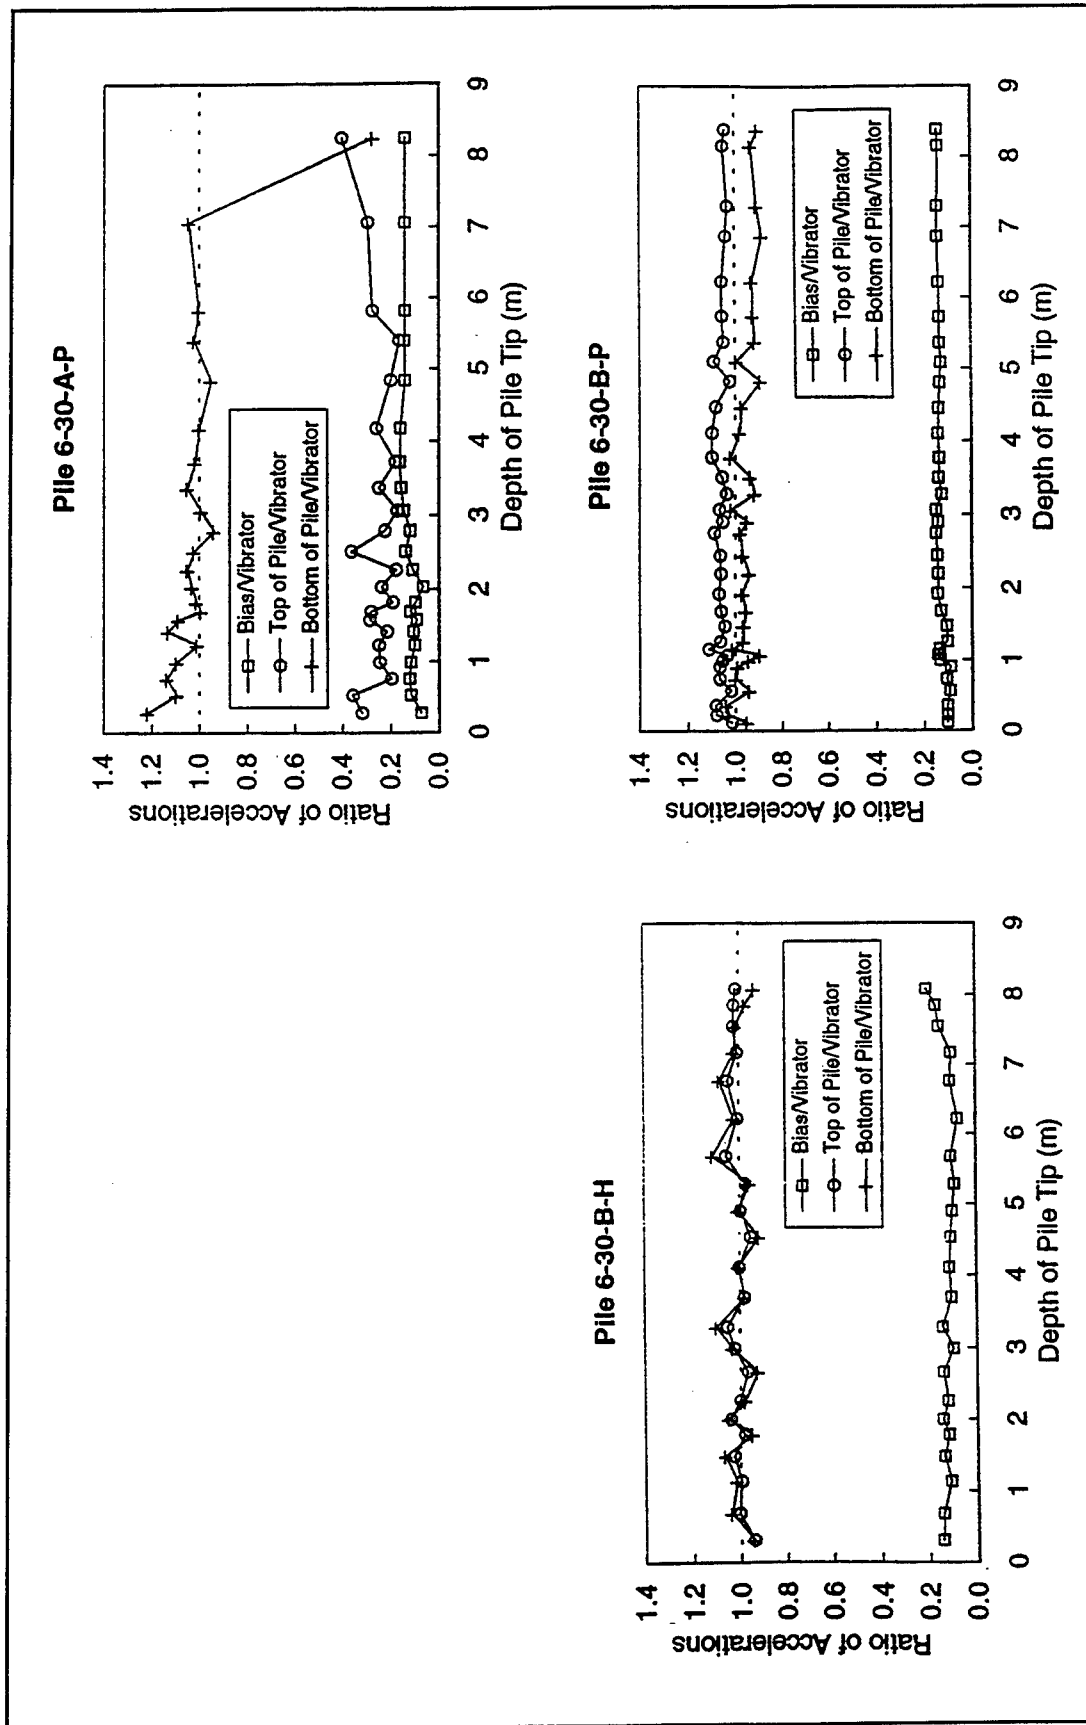 Pile 6-30-A-P
Ratio of Accelerations
1.4
1.2
1.0
0.8
0.6
0.4
0.2
0.0
Bias/Vibrator
Top of Pile/Vibrator
Bottom of Pile/Vibrator
0 1 2 3 4 5 6 7 8 9
Depth of Pile Tip (m)
Pile 6-30-B-H
Ratio of Accelerations
1.4
1.2
1.0
0.8
0.6
0.4
0.2
0.0
Bias/Vibrator
Top of Pile/Vibrator
Bottom of Pile/Vibrator
0 1 2 3 4 5 6 7 8 9
Depth of Pile Tip (m)
Pile 6-30-B-P
Ratio of Accelerations
1.4
1.2
1.0
0.8
0.6
0.4
0.2
0.0
Bias/Vibrator
Top of Pile/Vibrator
Bottom of Pile/Vibrator
0 1 2 3 4 5 6 7 8 9
Depth of Pile Tip (m)